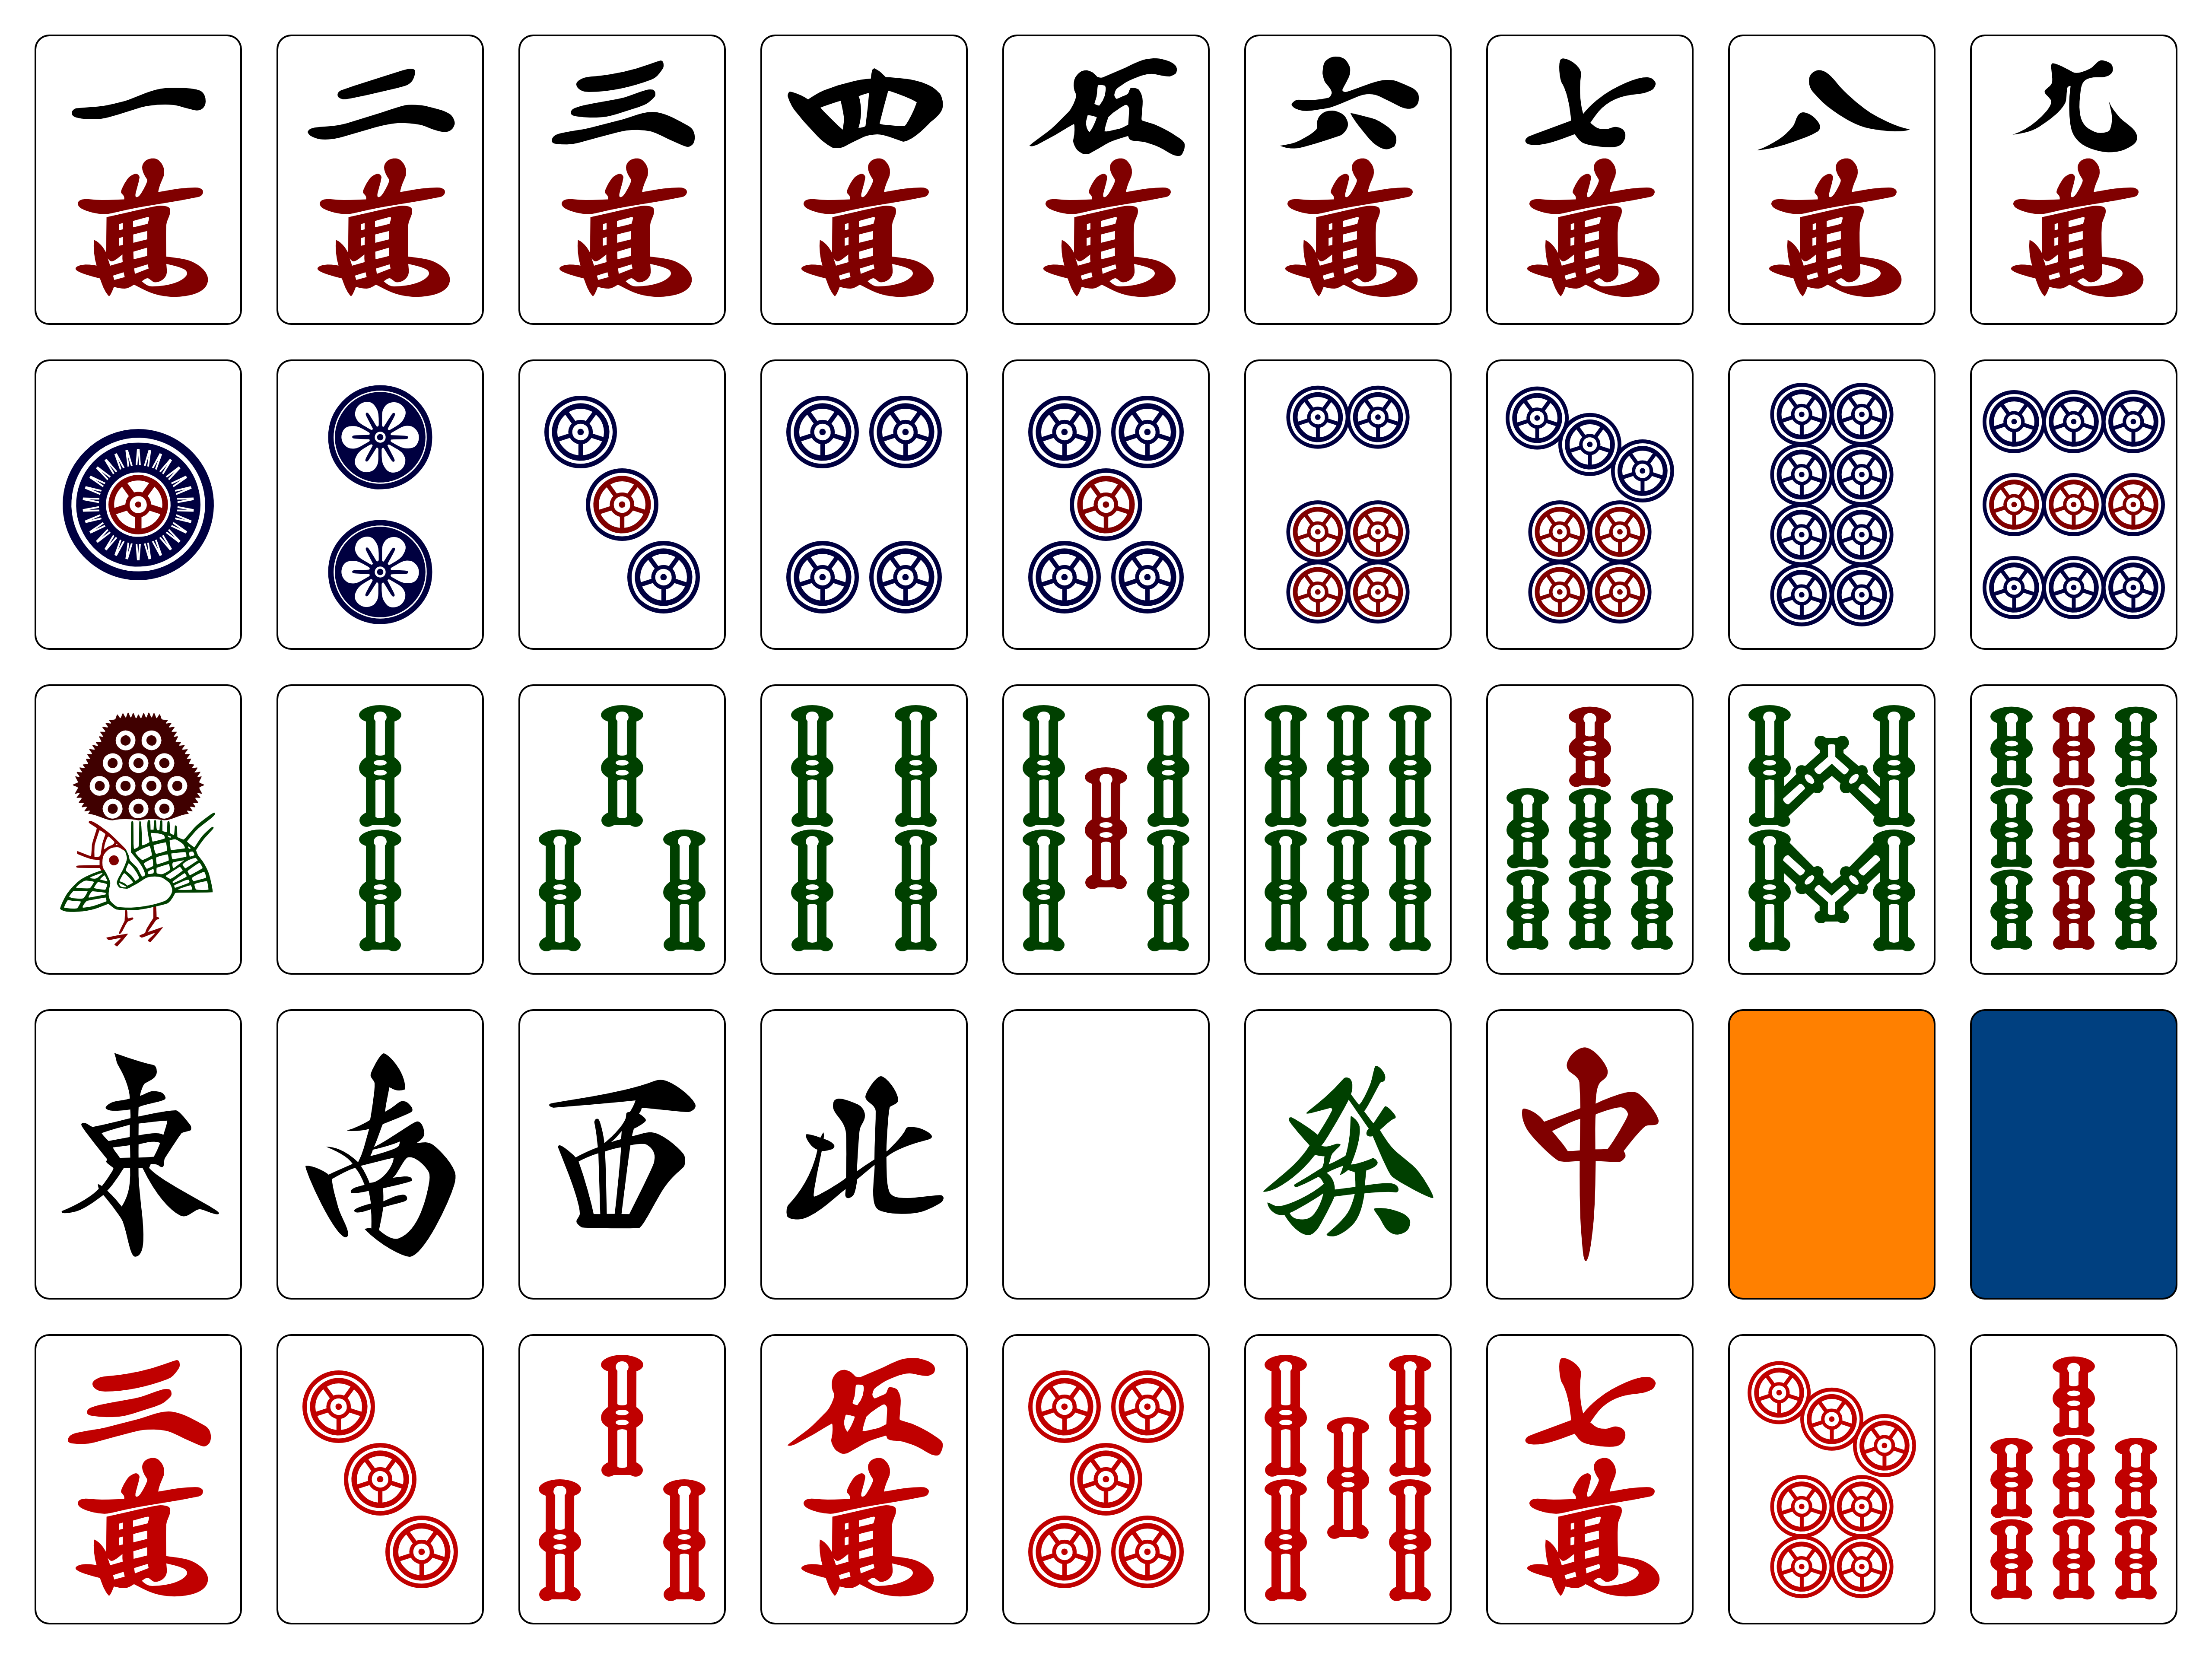 一 二 三 四 伍 六 七 八 九
萬 萬 萬 萬 萬 萬 萬 萬 萬
東 南 西 北 發 中
三 伍 七
萬 萬 萬